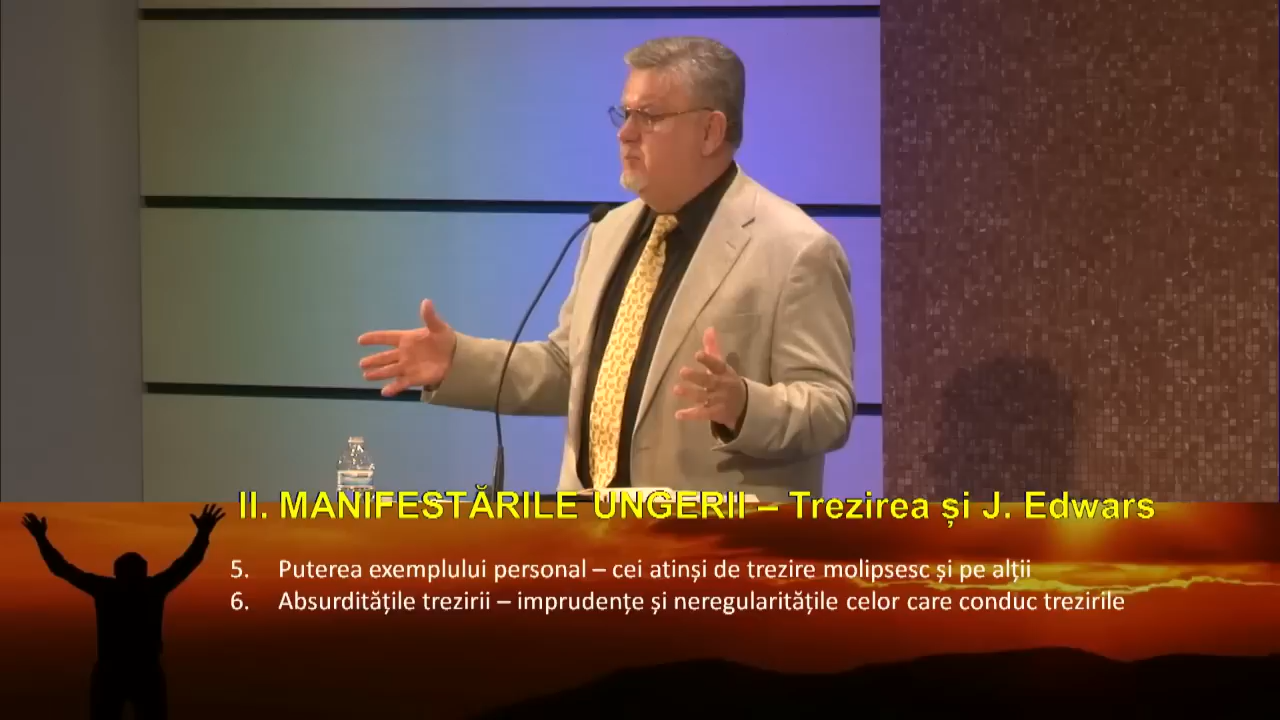 II. MANIFESTĂRILE UNGERII – Trezirea și J. Edwars
5. Puterea exemplului personal – cei atinși de trezire molipsesc și pe alții
6. Absurditățile trezirii – imprudențe și neregularitățile celor care conduc trezirile